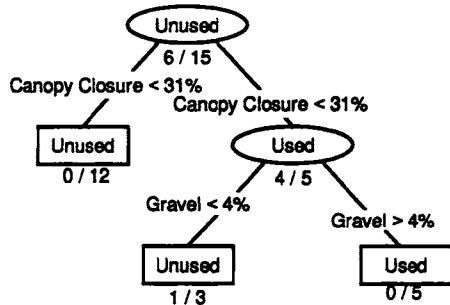 Unused
6 / 15
Canopy Closure < 31%
Canopy Closure < 31%
Unused
0 / 12
Used
4 / 5
Gravel < 4%
Gravel > 4%
Unused
1 / 3
Used
0 / 5